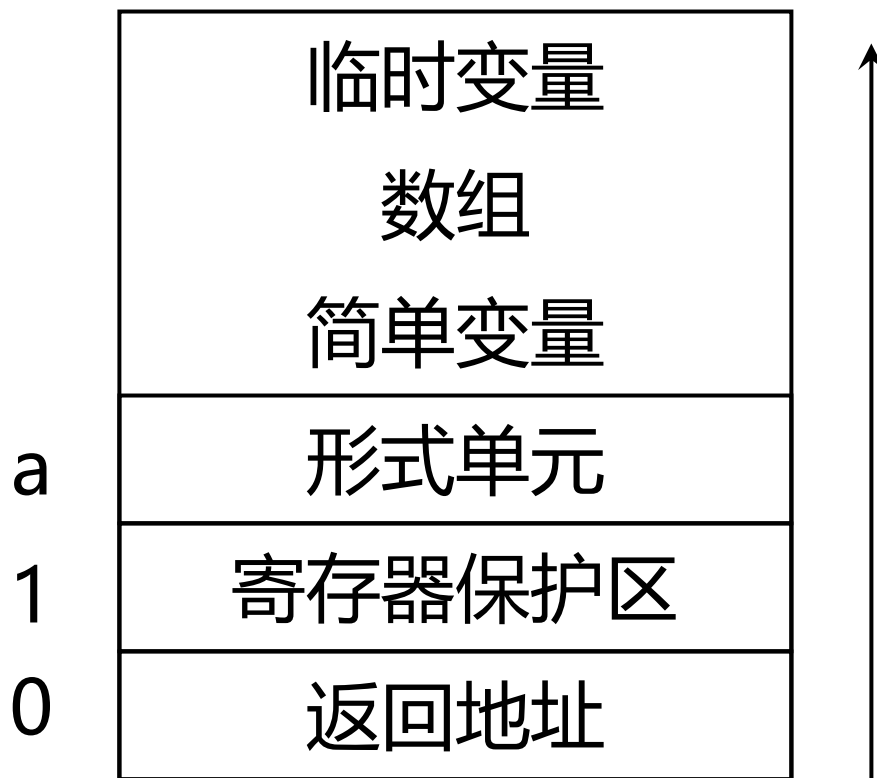 临时变量
数组
简单变量
a 形式单元
1 寄存器保护区
0 返回地址